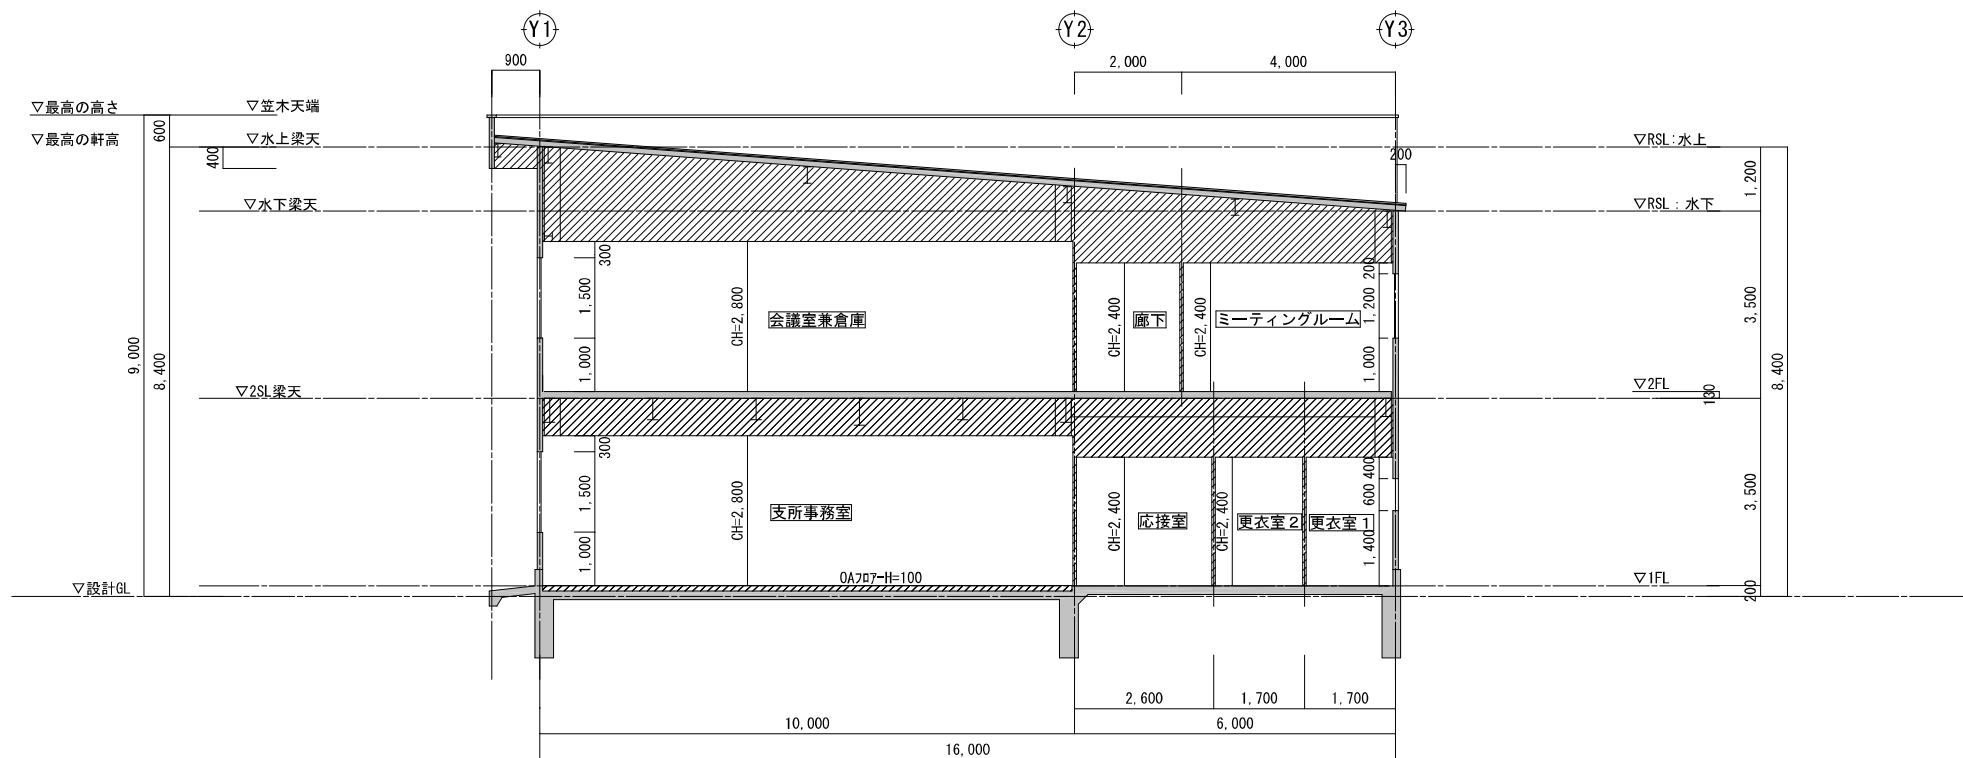 Y1
Y2
Y3
900
2,000
4,000
▽最高の高さ
▽笠木天端
600
▽最高の軒高
▽水上梁天
400
▽RSL:水上
200
1,200
▽水下梁天
▽RSL:水下
300
1,500
1,000
CH=2,800
会議室兼倉庫
CH=2,400
廊下
CH=2,400
ミーティングルーム
200
1,200
1,000
3,500
9,000
8,400
8,400
▽2SL梁天
▽2FL
130
300
1,500
1,000
CH=2,800
支所事務室
CH=2,400
応接室
CH=2,400
更衣室2
更衣室1
400
600
1,400
3,500
OAフロアーH=100
▽設計GL
▽1FL
200
2,600
1,700
1,700
10,000
6,000
16,000